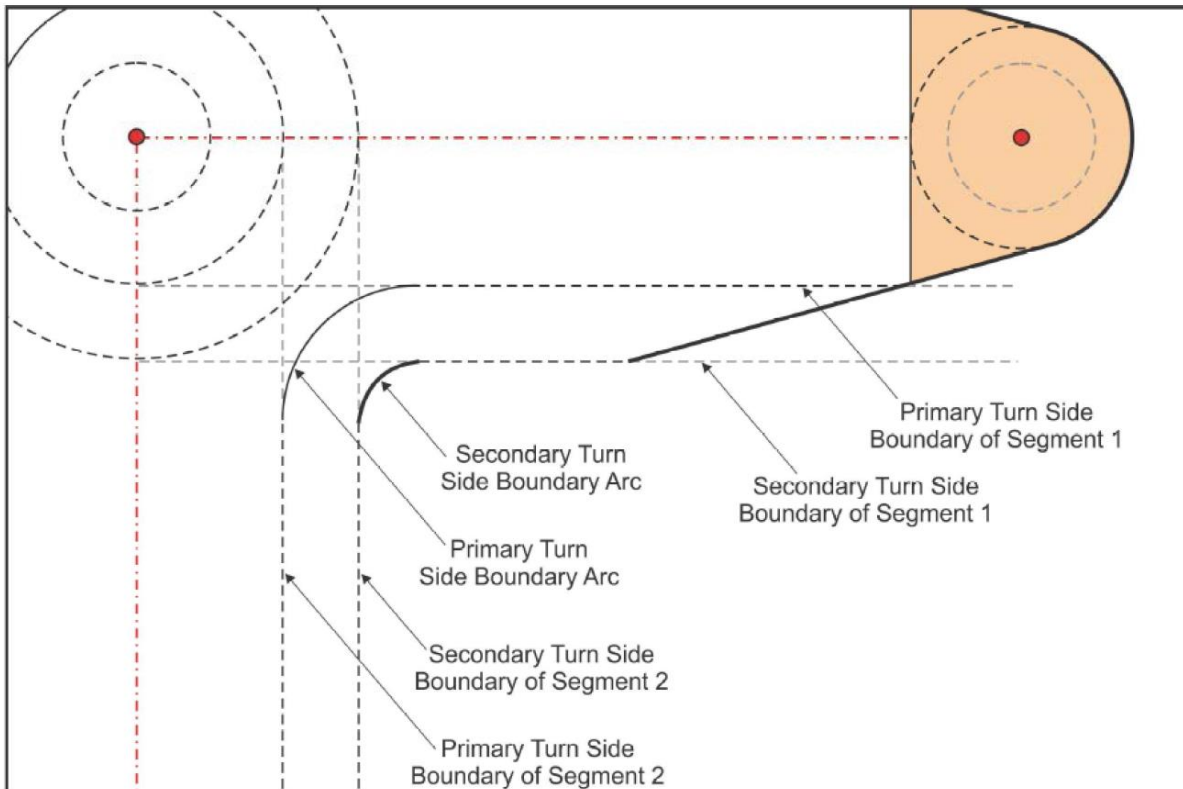 Primary Turn Side
Boundary of Segment 1
Secondary Turn
Side Boundary Arc
Secondary Turn Side
Boundary of Segment 1
Primary Turn
Side Boundary Arc
Secondary Turn Side
Boundary of Segment 2
Primary Turn Side
Boundary of Segment 2